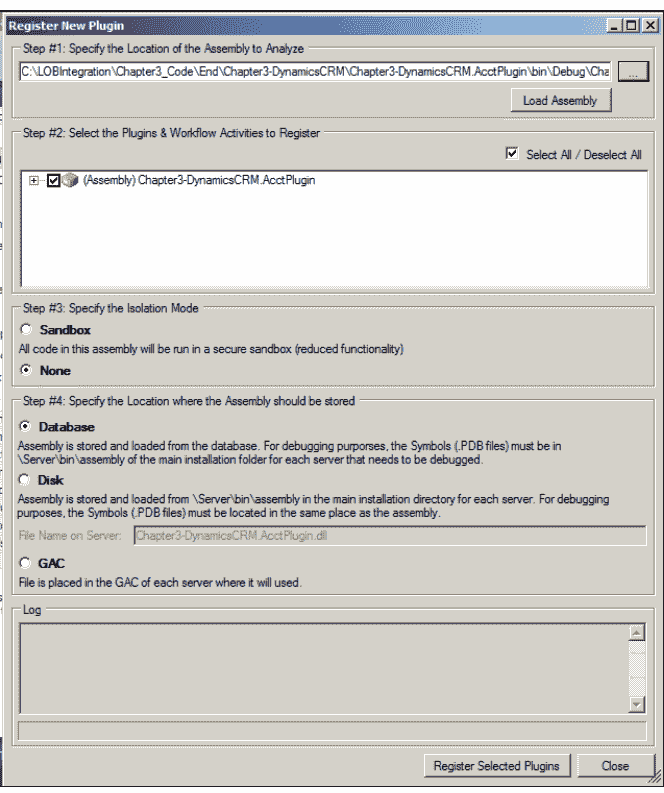 Register New Plugin
Step #1: Specify the Location of the Assembly to Analyze
C:\LOBIntegration\Chapter3_Code\End\Chapter3-DynamicsCRM\Chapter3-DynamicsCRM.AcctPlugin\bin\Debug\Cha
...
Load Assembly
Step #2: Select the Plugins & Workflow Activities to Register
Select All / Deselect All
(Assembly) Chapter3-DynamicsCRM.AcctPlugin
Step #3: Specify the Isolation Mode
Sandbox
All code in this assembly will be run in a secure sandbox (reduced functionality)
None
Step #4: Specify the Location where the Assembly should be stored
Database
Assembly is stored and loaded from the database. For debugging purporses, the Symbols (.PDB files) must be in
\Server\bin\assembly of the main installation folder for each server that needs to be debugged.
Disk
Assembly is stored and loaded from \Server\bin\assembly in the main installation directory for each server. For debugging
purposes, the Symbols (.PDB files) must be located in the same place as the assembly.
File Name on Server: Chapter3-DynamicsCRM.AcctPlugin.dll
GAC
File is placed in the GAC of each server where it will used.
Log
Register Selected Plugins
Close